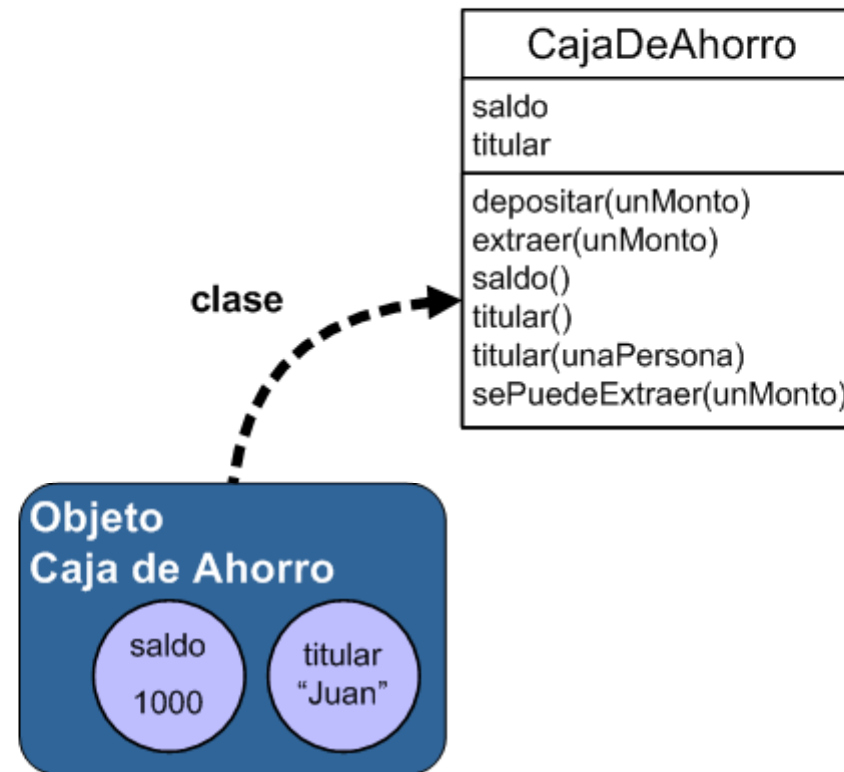 CajaDeAhorro
saldo
titular
depositar(unMonto)
extraer(unMonto)
saldo()
titular()
titular(unaPersona)
sePuedeExtraer(unMonto)
clase
Objeto
Caja de Ahorro
saldo
1000
titular
“Juan”